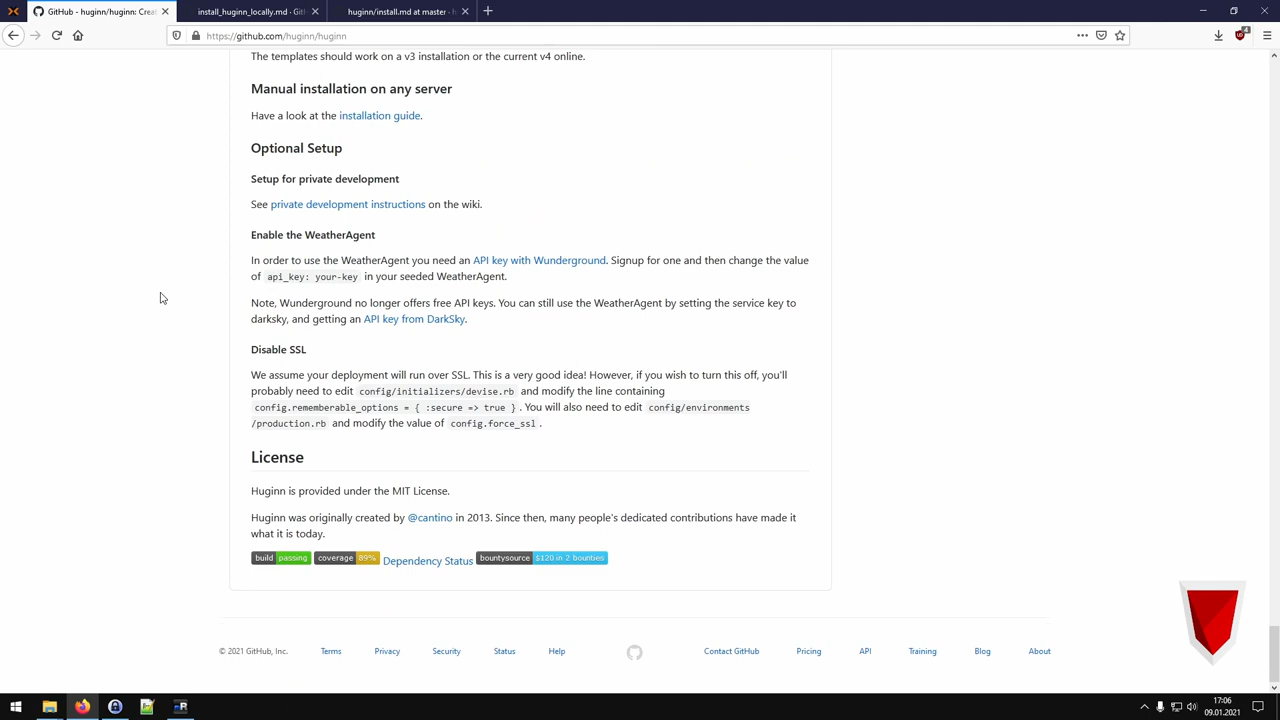 GitHub - huginn/huginn: Creat
install_huginn_locally.md · Git
huginn/install.md at master · h
https://github.com/huginn/huginn
4
The templates should work on a v3 installation or the current v4 online.
Manual installation on any server
Have a look at the installation guide.
Optional Setup
Setup for private development
See private development instructions on the wiki.
Enable the WeatherAgent
In order to use the WeatherAgent you need an API key with Wunderground. Signup for one and then change the value
of api_key: your-key in your seeded WeatherAgent.
Note, Wunderground no longer offers free API keys. You can still use the WeatherAgent by setting the service key to
darksky, and getting an API key from DarkSky.
Disable SSL
We assume your deployment will run over SSL. This is a very good idea! However, if you wish to turn this off, you'll
probably need to edit config/initializers/devise.rb and modify the line containing
config.rememberable_options = { :secure => true } . You will also need to edit config/environments
/production.rb and modify the value of config.force_ssl .
License
Huginn is provided under the MIT License.
Huginn was originally created by @cantino in 2013. Since then, many people's dedicated contributions have made it
what it is today.
build passing coverage 89% Dependency Status bountysource $120 in 2 bounties
© 2021 GitHub, Inc. Terms Privacy Security Status Help Contact GitHub Pricing API Training Blog About
17:06
09.01.2021